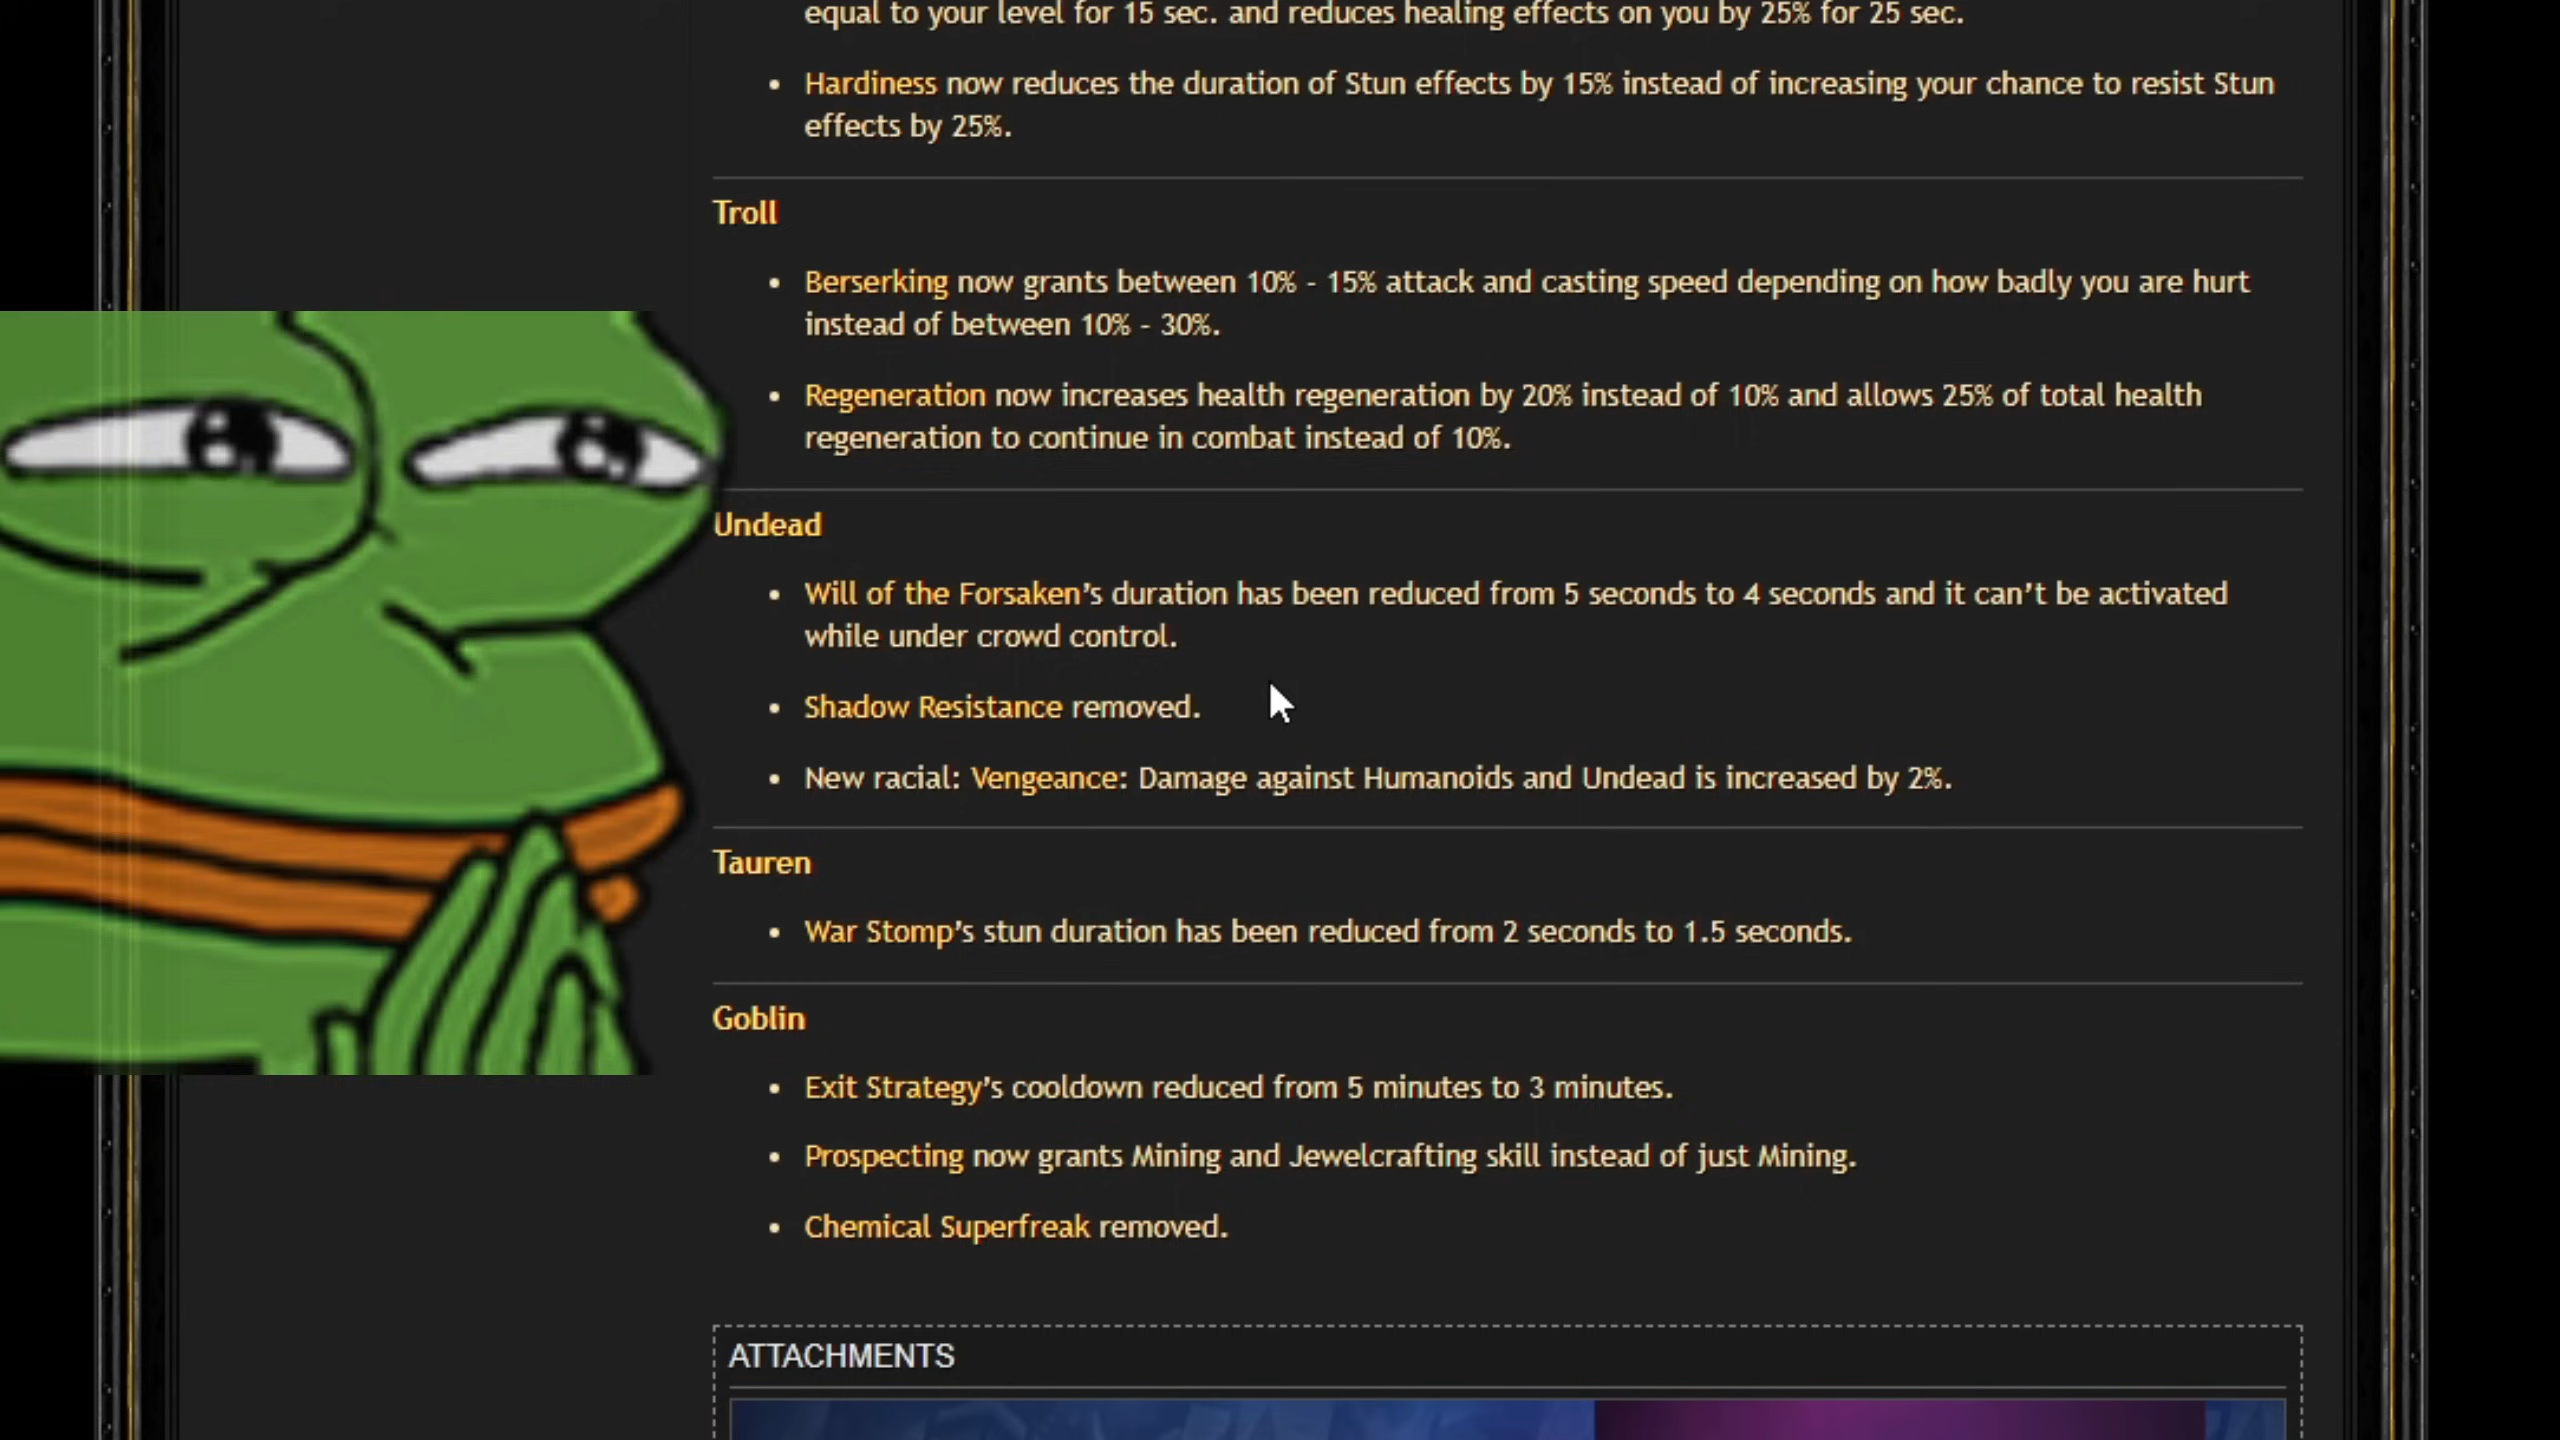 equal to your level for 15 sec. and reduces healing effects on you by 25% for 25 sec.
• Hardiness now reduces the duration of Stun effects by 15% instead of increasing your chance to resist Stun
effects by 25%.
Troll
• Berserking now grants between 10% - 15% attack and casting speed depending on how badly you are hurt
instead of between 10% - 30%.
• Regeneration now increases health regeneration by 20% instead of 10% and allows 25% of total health
regeneration to continue in combat instead of 10%.
Undead
• Will of the Forsaken’s duration has been reduced from 5 seconds to 4 seconds and it can’t be activated
while under crowd control.
• Shadow Resistance removed.
• New racial: Vengeance: Damage against Humanoids and Undead is increased by 2%.
Tauren
• War Stomp’s stun duration has been reduced from 2 seconds to 1.5 seconds.
Goblin
• Exit Strategy’s cooldown reduced from 5 minutes to 3 minutes.
• Prospecting now grants Mining and Jewelcrafting skill instead of just Mining.
• Chemical Superfreak removed.
ATTACHMENTS